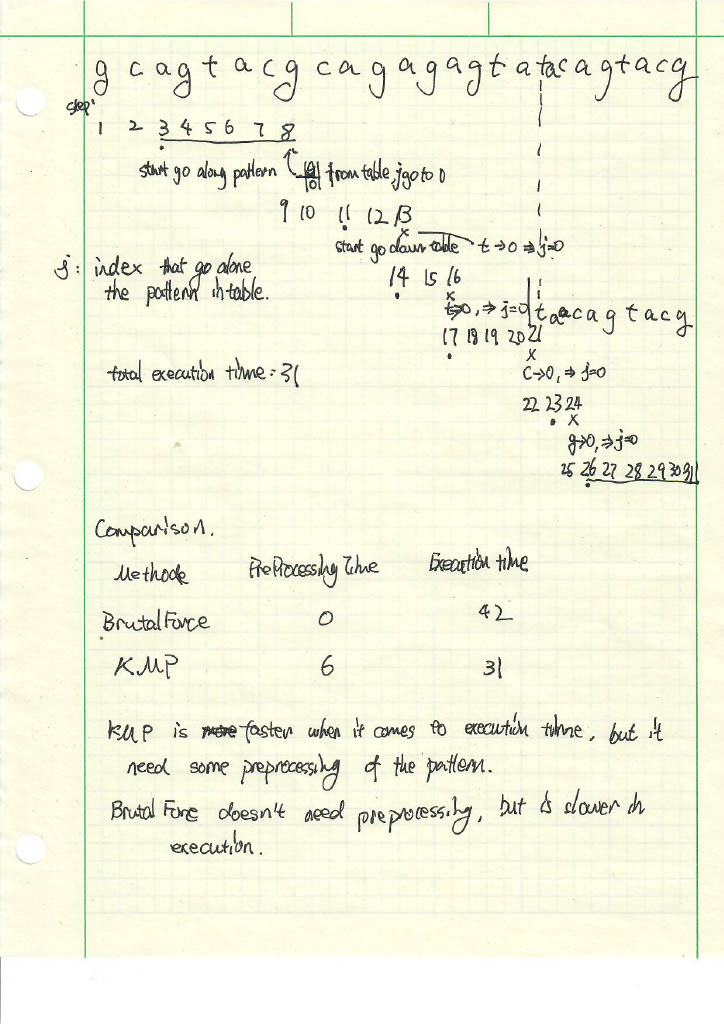 g c a g t a c g c a g a g a g t a t a c a g t a c g
step:
1 2 3 4 5 6 7 8
start go along pattern from table, j go to 0
9 10 11 12 13
x
start go down table t → 0 ⇒ j=0
j: index that go alone
14 15 16
the pattern in table.
x
t→0, ⇒ j=0 t a c a g t a c g
17 18 19 20 21
x
total execution time: 31
C→0, ⇒ j=0
22 23 24
x
g→0, ⇒ j=0
25 26 27 28 29 30 31
Comparison.
Methode PreProcessing Time Execution time
Brutal Force 0 42
KMP 6 31
KMP is faster when it comes to execution time, but it
need some preprocessing of the pattern.
Brutal Force doesn't need preprocessing, but is slower in
execution.